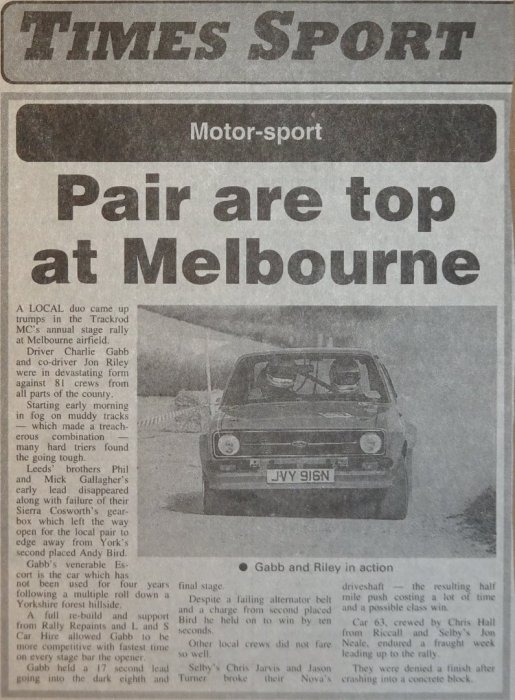 TIMES SPORT
Motor-sport
Pair are top
at Melbourne
A LOCAL duo came up
trumps in the Trackrod
MC's annual stage rally
at Melbourne airfield.
Driver Charlie Gabb
and co-driver Jon Riley
were in devastating form
against 81 crews from
all parts of the county.
Starting early morning
in fog on muddy tracks
— which made a treach-
erous combination —
many hard triers found
the going tough.
Leeds' brothers Phil
and Mick Gallagher's
early lead disappeared
along with failure of their
Sierra Cosworth's gear-
box which left the way
open for the local pair to
edge away from York's
second placed Andy Bird.
Gabb's venerable Es-
cort is the car which has
not been used for four years
following a multiple roll down a
Yorkshire forest hillside.
A full re-build and support
from Rally Repaints and L and S
Car Hire allowed Gabb to be
more competitive with fastest time
on every stage bar the opener.
Gabb held a 17 second lead
going into the dark eighth and
JVY 916N
● Gabb and Riley in action
final stage.
Despite a failing alternator belt
and a charge from second placed
Bird he held on to win by ten
seconds.
Other local crews did not fare
so well.
Selby's Chris Jarvis and Jason
Turner broke their Nova's
driveshaft — the resulting half
mile push costing a lot of time
and a possible class win.
Car 63, crewed by Chris Hall
from Riccall and Selby's Jon
Neale, endured a fraught week
leading up to the rally.
They were denied a finish after
crashing into a concrete block.